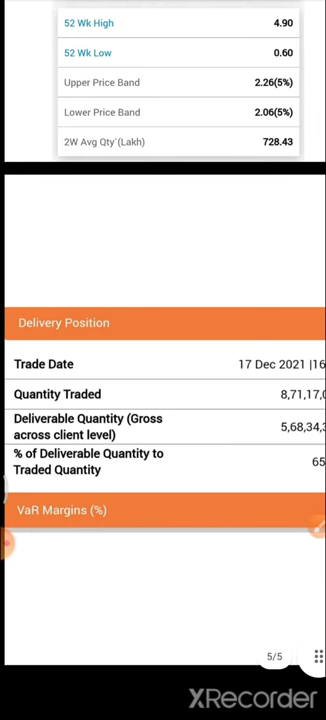 52 Wk High 4.90
52 Wk Low 0.60
Upper Price Band 2.26(5%)
Lower Price Band 2.06(5%)
2W Avg Qty*(Lakh) 728.43
Delivery Position
Trade Date 17 Dec 2021 |16
Quantity Traded 8,71,17,0
Deliverable Quantity (Gross
across client level) 5,68,34,3
% of Deliverable Quantity to
Traded Quantity 65
VaR Margins (%)
5/5
XRecorder